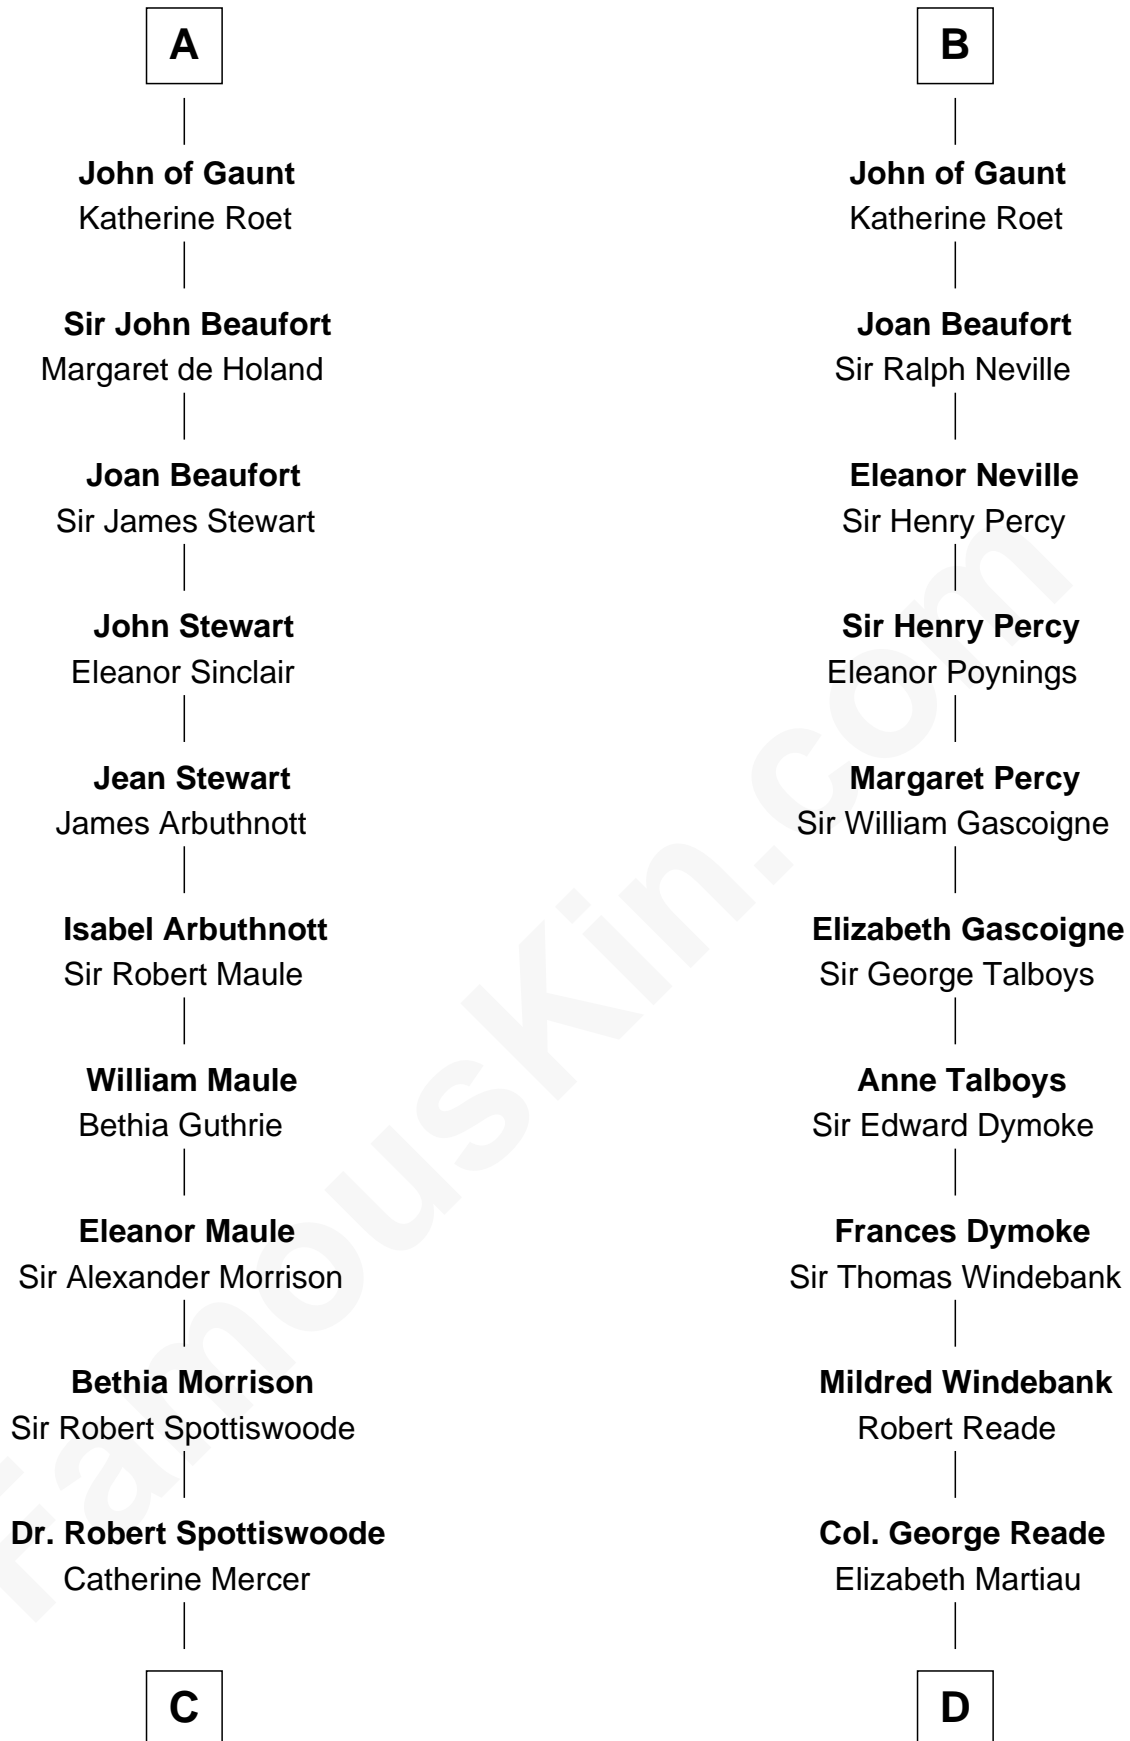 A
John of Gaunt
Katherine Roet
Sir John Beaufort
Margaret de Holand
Joan Beaufort
Sir James Stewart
John Stewart
Eleanor Sinclair
Jean Stewart
James Arbuthnott
Isabel Arbuthnott
Sir Robert Maule
William Maule
Bethia Guthrie
Eleanor Maule
Sir Alexander Morrison
Bethia Morrison
Sir Robert Spottiswoode
Dr. Robert Spottiswoode
Catherine Mercer
C
B
John of Gaunt
Katherine Roet
Joan Beaufort
Sir Ralph Neville
Eleanor Neville
Sir Henry Percy
Sir Henry Percy
Eleanor Poynings
Margaret Percy
Sir William Gascoigne
Elizabeth Gascoigne
Sir George Talboys
Anne Talboys
Sir Edward Dymoke
Frances Dymoke
Sir Thomas Windebank
Mildred Windebank
Robert Reade
Col. George Reade
Elizabeth Martiau
D
FamousKin.com